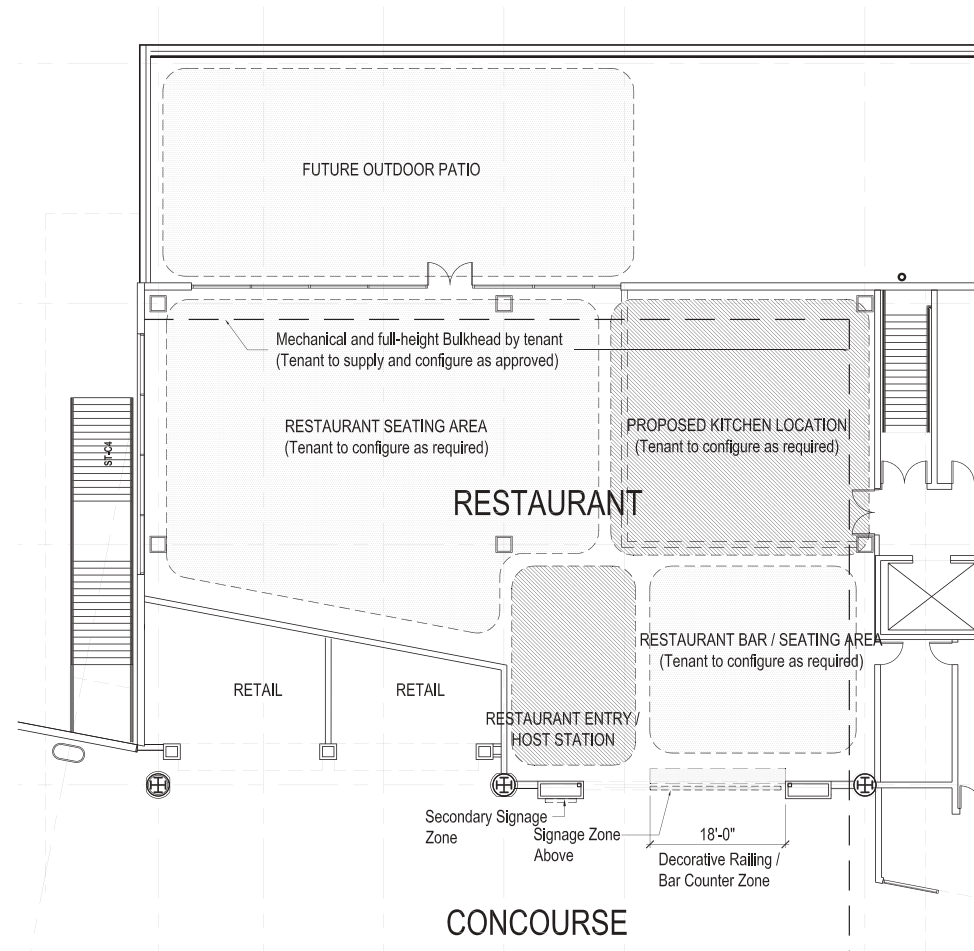 FUTURE OUTDOOR PATIO
Mechanical and full-height Bulkhead by tenant
(Tenant to supply and configure as approved)
RESTAURANT SEATING AREA
(Tenant to configure as required)
PROPOSED KITCHEN LOCATION
(Tenant to configure as required)
ST-C4
RESTAURANT
RESTAURANT BAR / SEATING AREA
(Tenant to configure as required)
RETAIL
RETAIL
RESTAURANT ENTRY /
HOST STATION
Secondary Signage
Zone
Signage Zone
Above
18'-0"
Decorative Railing /
Bar Counter Zone
CONCOURSE